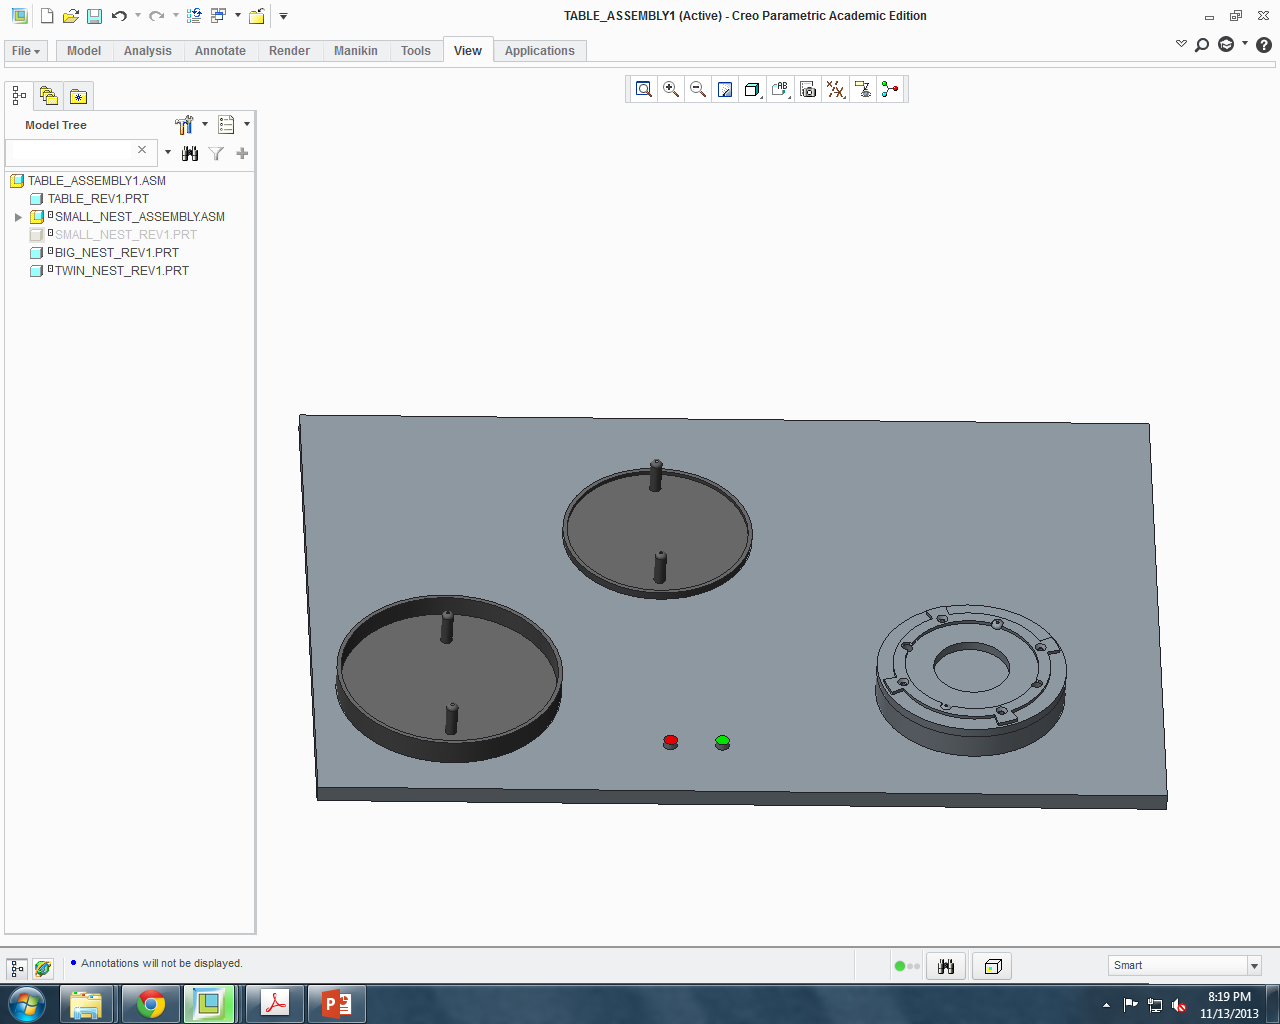 TABLE_ASSEMBLY1 (Active) - Creo Parametric Academic Edition
File Model Analysis Annotate Render Manikin Tools View Applications
AB
Model Tree
TABLE_ASSEMBLY1.ASM
TABLE_REV1.PRT
SMALL_NEST_ASSEMBLY.ASM
SMALL_NEST_REV1.PRT
BIG_NEST_REV1.PRT
TWIN_NEST_REV1.PRT
Annotations will not be displayed.
Smart
8:19 PM
11/13/2013